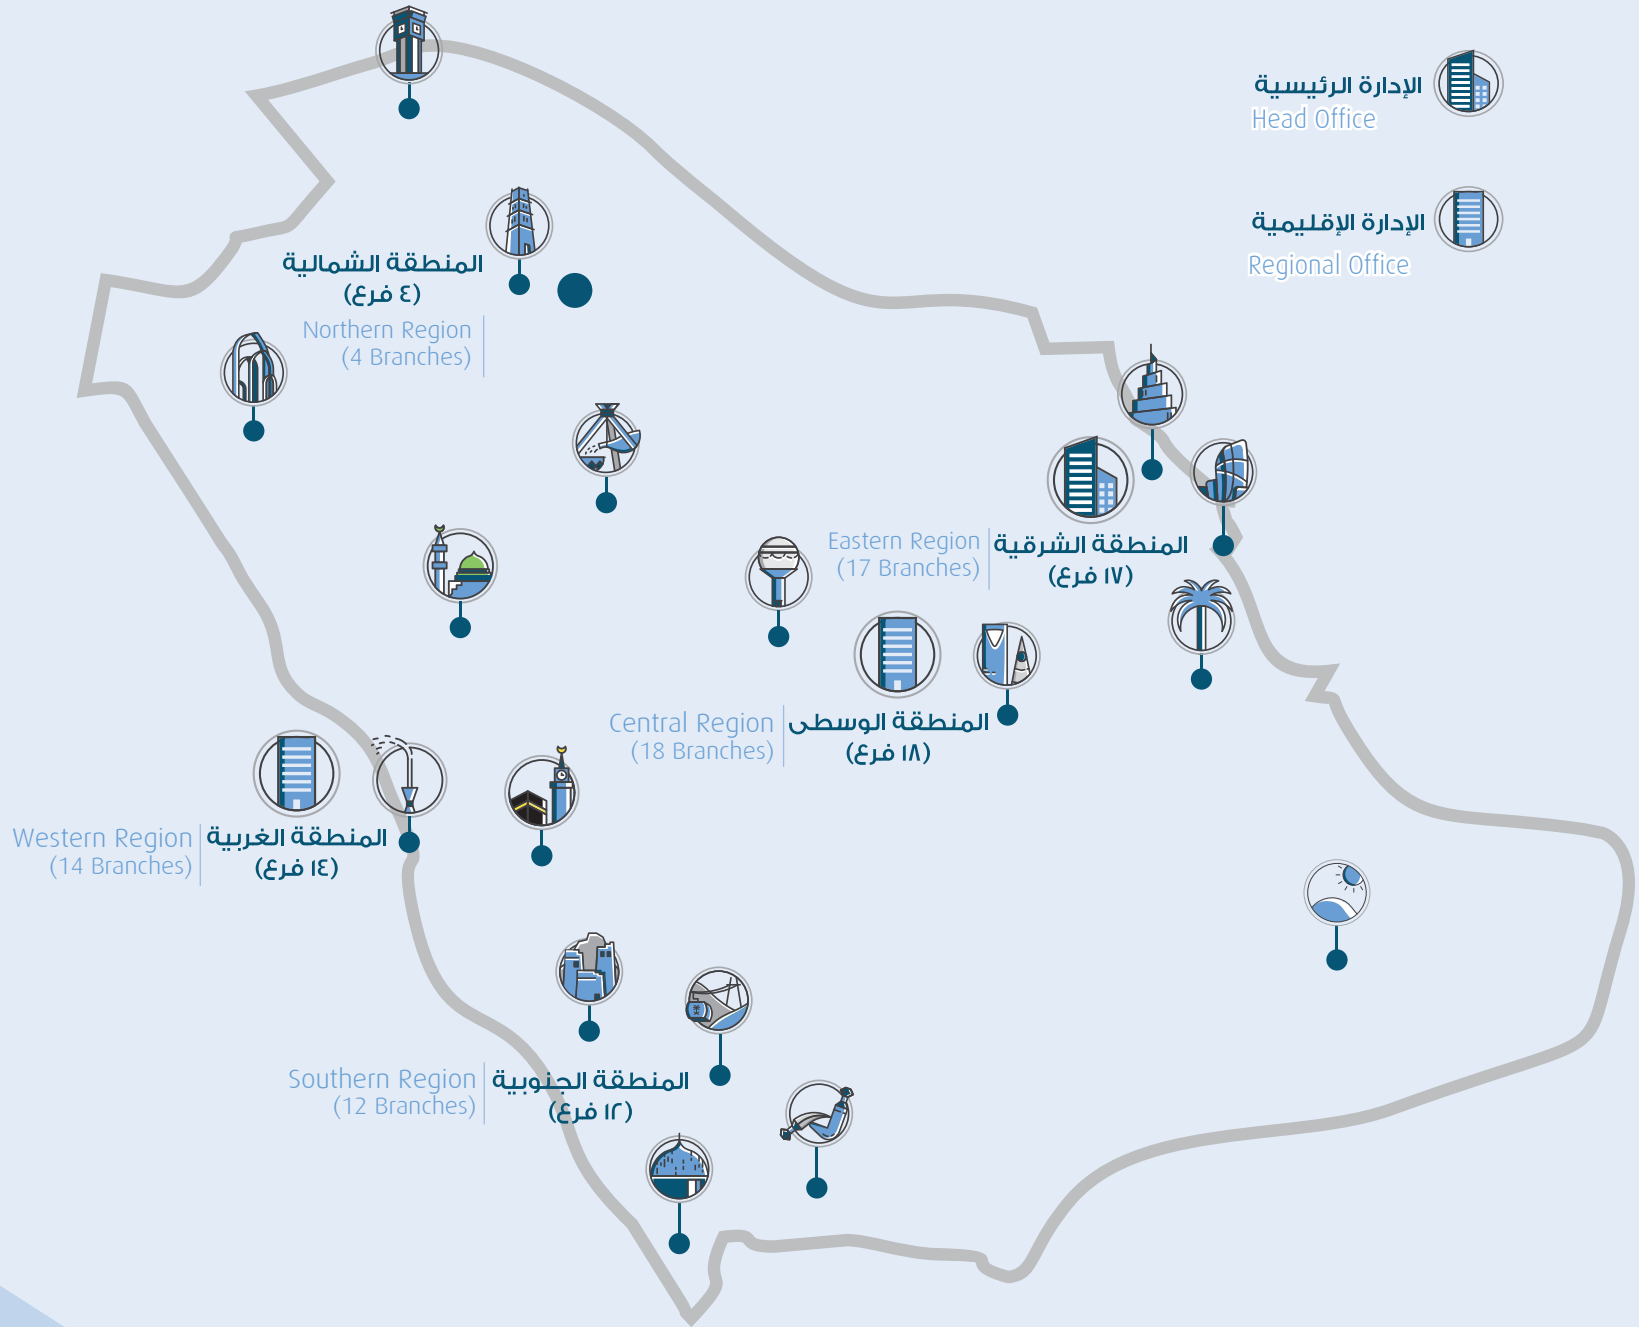 الإدارة الرئيسية
Head Office
الإدارة الإقليمية
Regional Office
المنطقة الشمالية
(٤ فرع)
Northern Region
(4 Branches)
Eastern Region
(17 Branches)
المنطقة الشرقية
(١٧ فرع)
Central Region
(18 Branches)
المنطقة الوسطى
(١٨ فرع)
Western Region
(14 Branches)
المنطقة الغربية
(١٤ فرع)
Southern Region
(12 Branches)
المنطقة الجنوبية
(١٢ فرع)